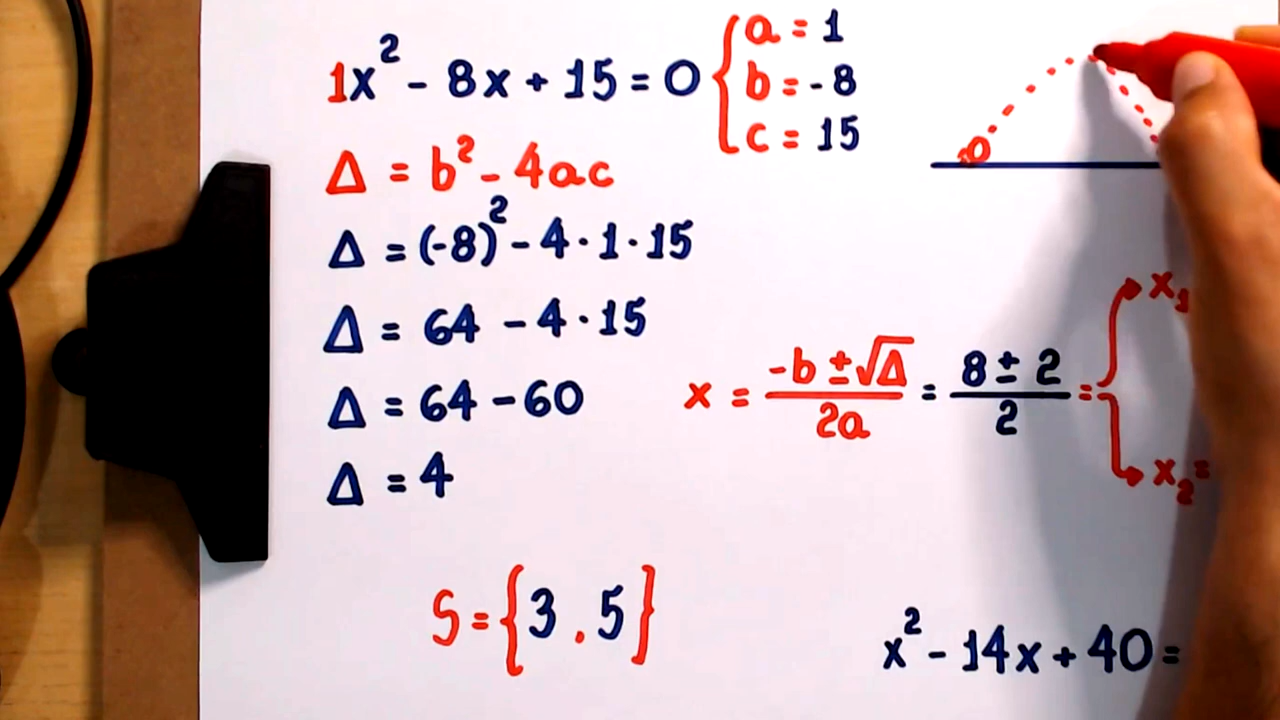 1x² - 8x + 15 = 0 { a = 1
b = - 8
c = 15
Δ = b² - 4ac
Δ = (-8)² - 4 · 1 · 15
Δ = 64 - 4 · 15
Δ = 64 - 60
Δ = 4
x = -b ± √Δ / 2a = 8 ± 2 / 2 =
x₁
x₂ =
S = {3 . 5}
x² - 14x + 40 =